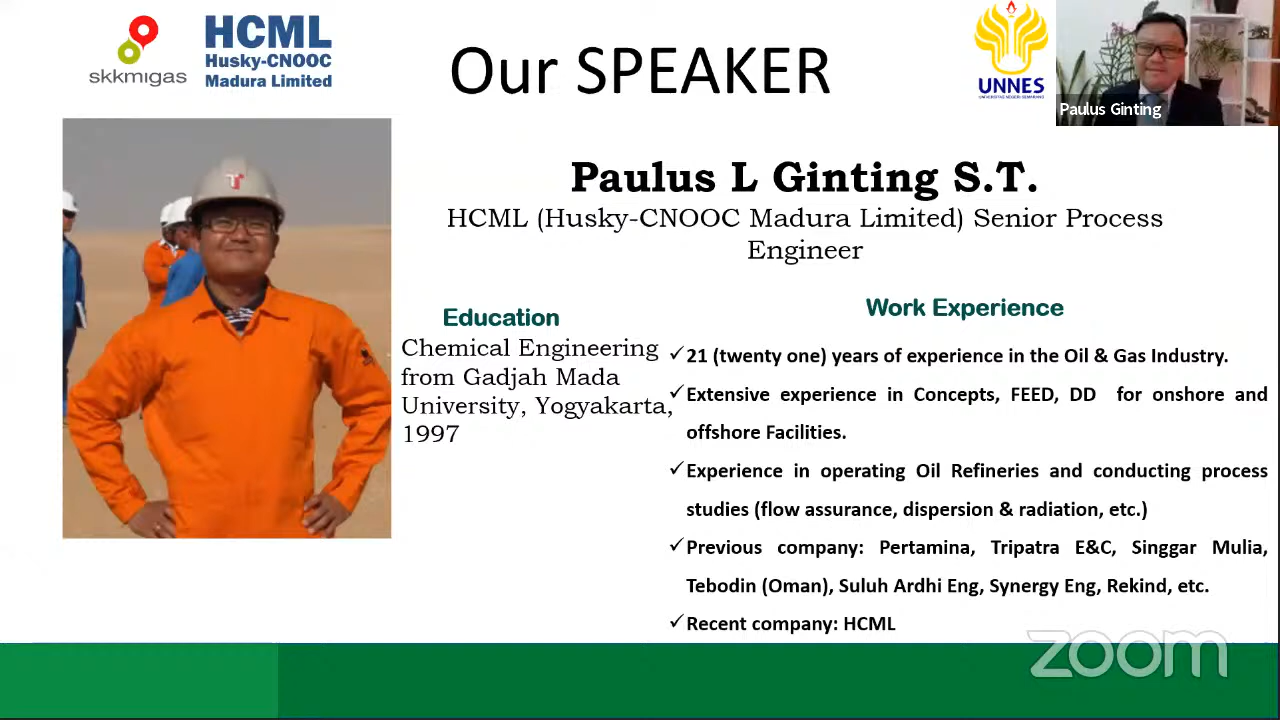 skkmigas
HCML
Husky-CNOOC
Madura Limited
Our SPEAKER
UNNES
UNIVERSITAS NEGERI SEMARANG
Paulus Ginting
Paulus L Ginting S.T.
HCML (Husky-CNOOC Madura Limited) Senior Process
Engineer
Education
Chemical Engineering
from Gadjah Mada
University, Yogyakarta,
1997
Work Experience
✓21 (twenty one) years of experience in the Oil & Gas Industry.
✓Extensive experience in Concepts, FEED, DD for onshore and
offshore Facilities.
✓Experience in operating Oil Refineries and conducting process
studies (flow assurance, dispersion & radiation, etc.)
✓Previous company: Pertamina, Tripatra E&C, Singgar Mulia,
Tebodin (Oman), Suluh Ardhi Eng, Synergy Eng, Rekind, etc.
✓Recent company: HCML
zoom